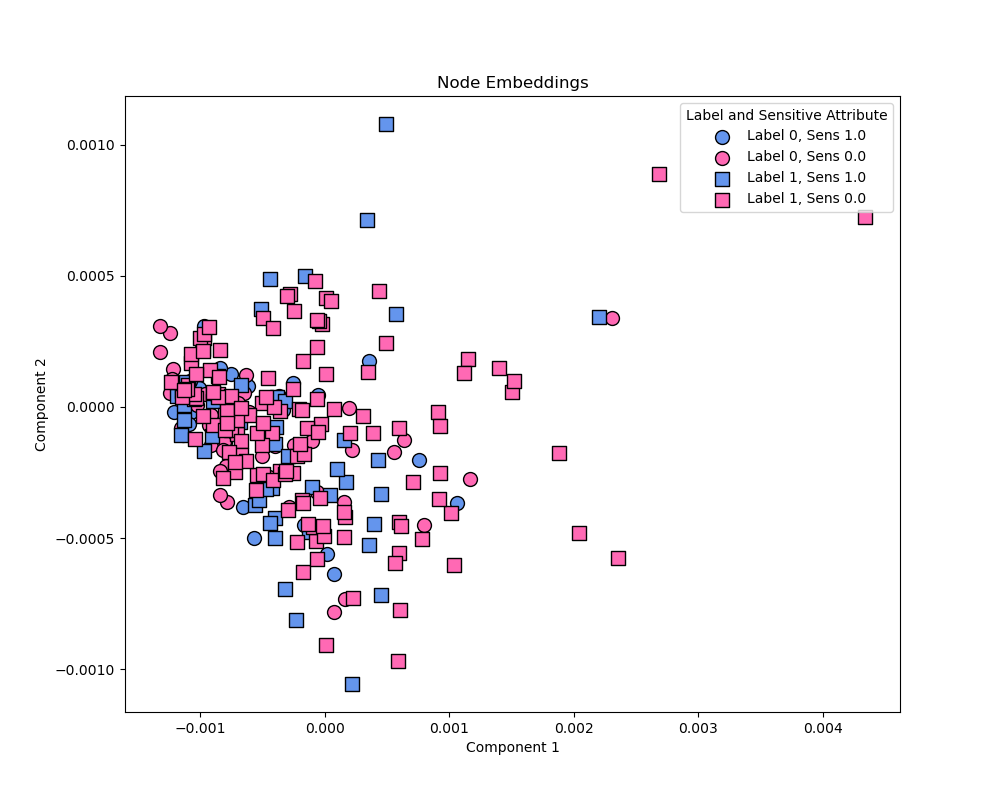 Node Embeddings
Label and Sensitive Attribute
Label 0, Sens 1.0
Label 0, Sens 0.0
Label 1, Sens 1.0
Label 1, Sens 0.0
0.0010
0.0005
0.0000
−0.0005
−0.0010
Component 2
−0.001
0.000
0.001
0.002
0.003
0.004
Component 1